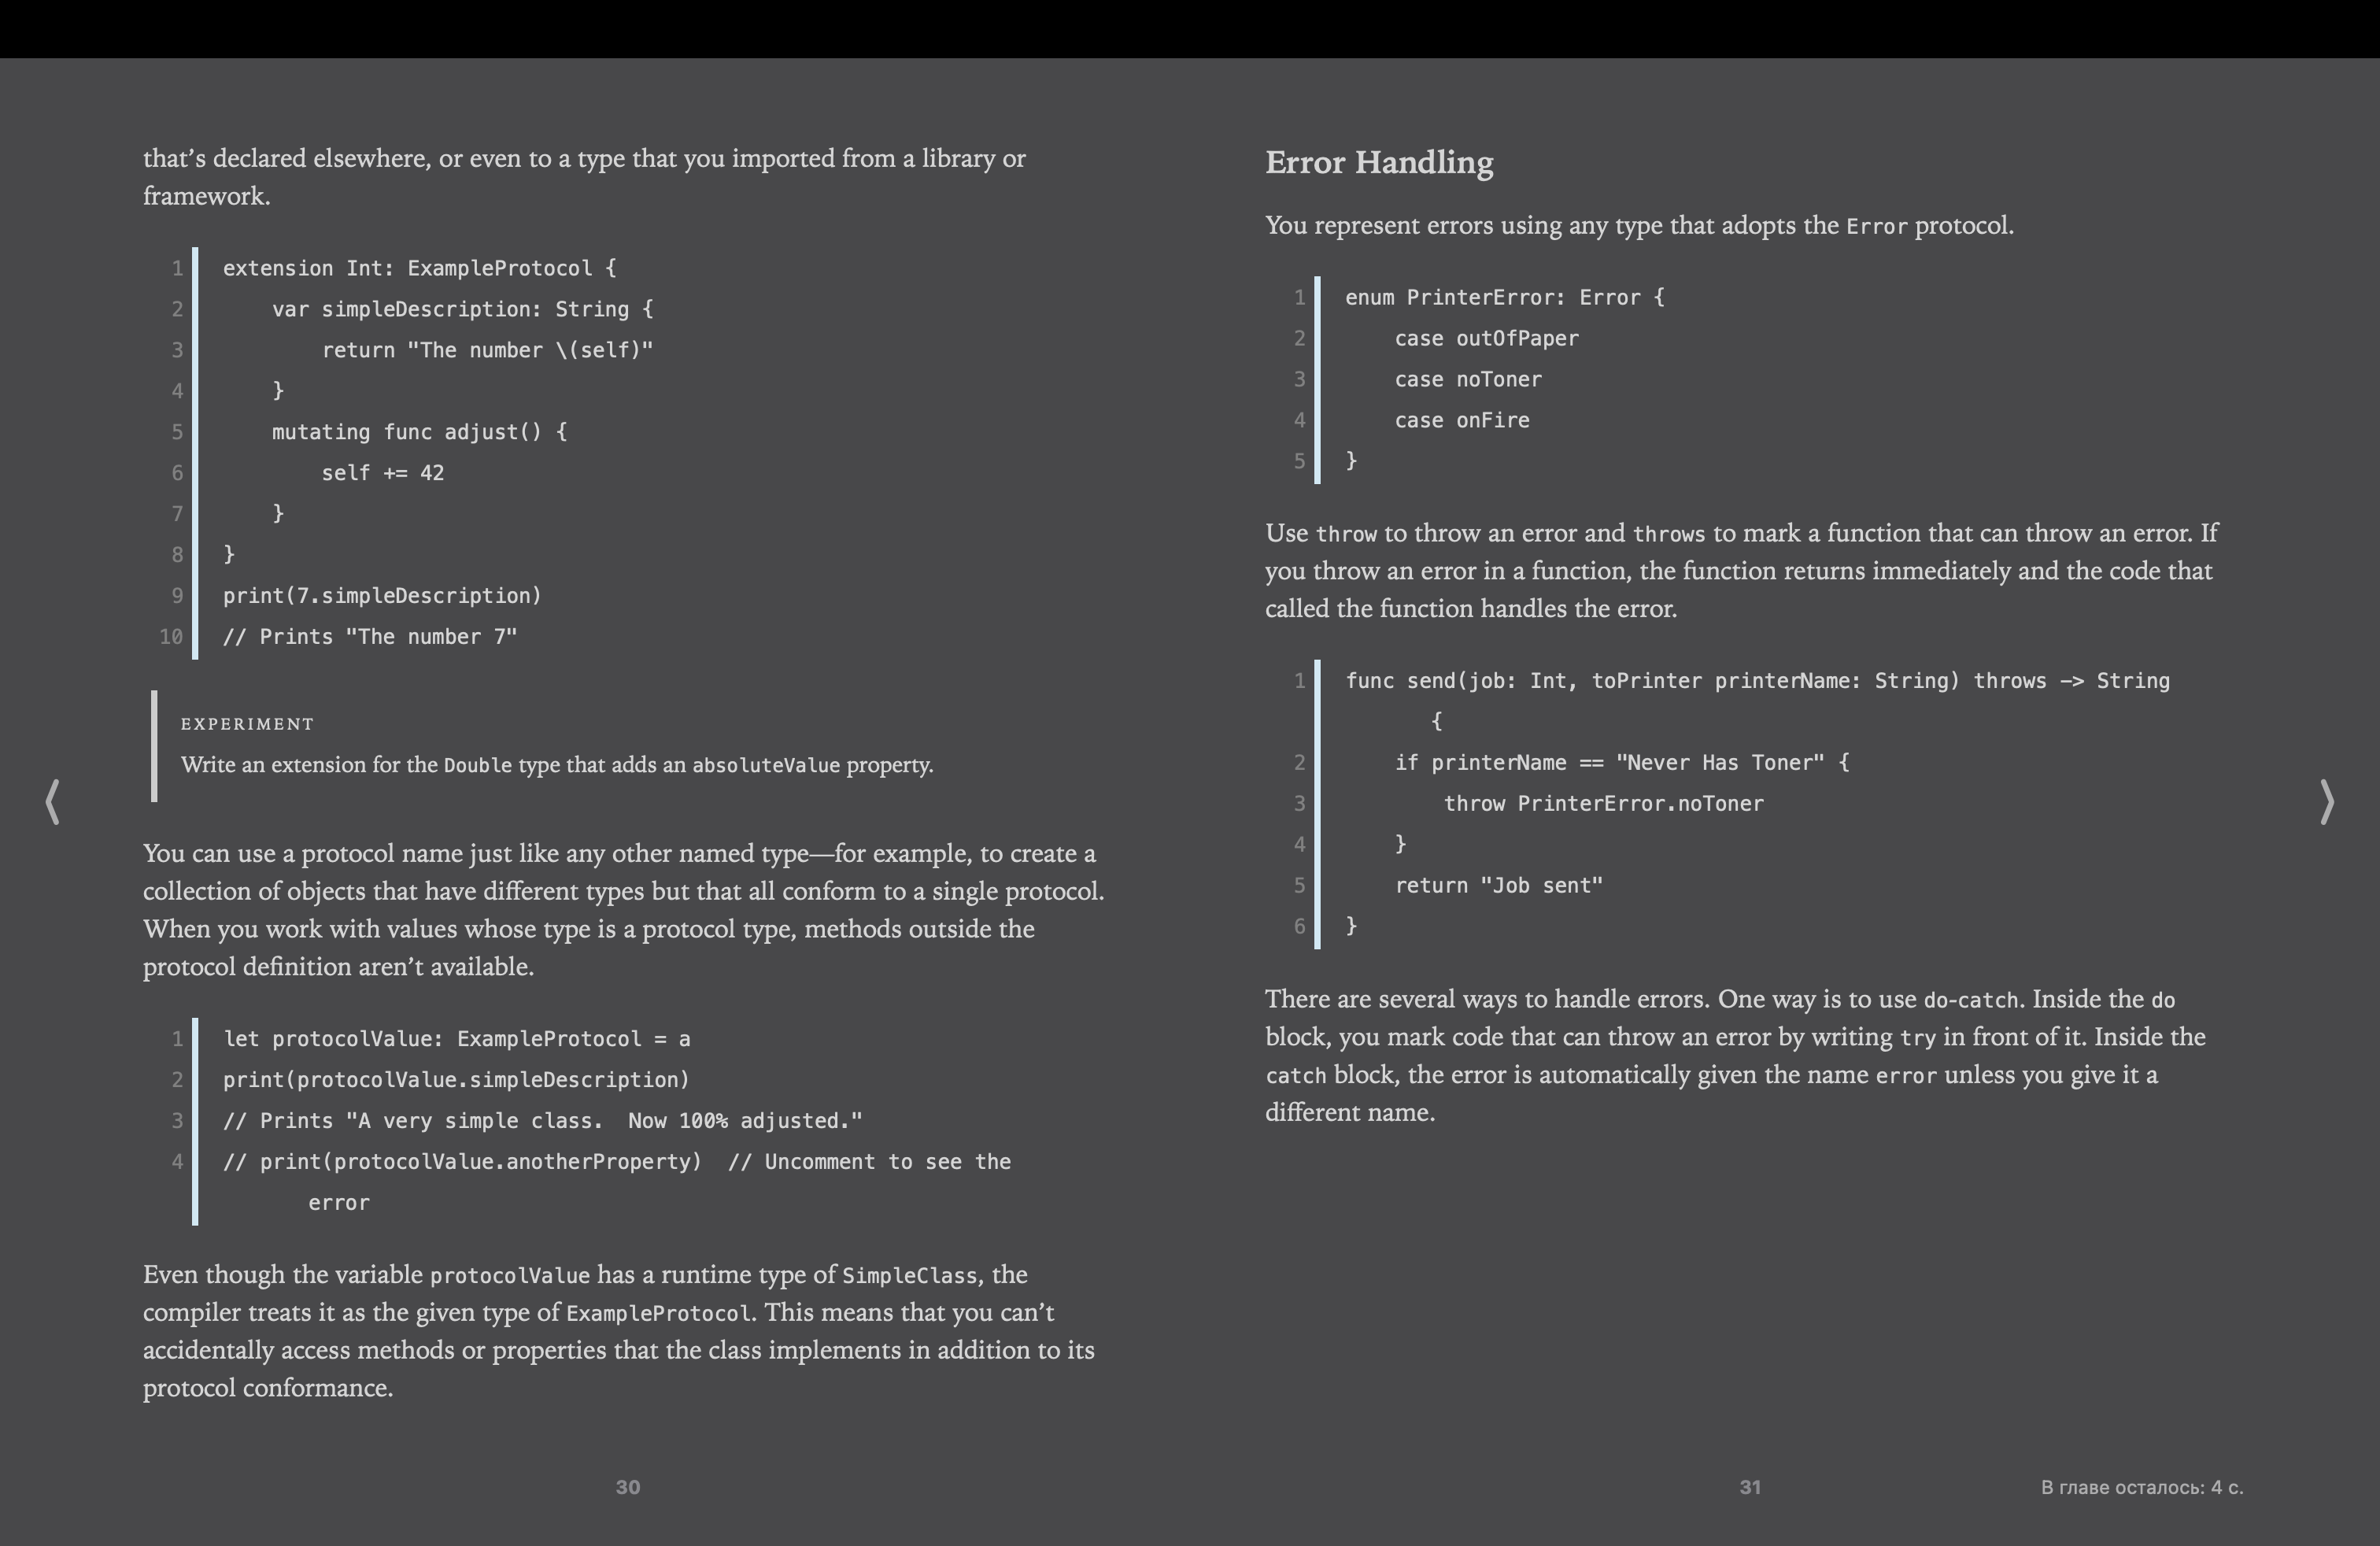 that’s declared elsewhere, or even to a type that you imported from a library or
framework.
1 extension Int: ExampleProtocol {
2     var simpleDescription: String {
3         return "The number \(self)"
4     }
5     mutating func adjust() {
6         self += 42
7     }
8 }
9 print(7.simpleDescription)
10 // Prints "The number 7"
EXPERIMENT
Write an extension for the Double type that adds an absoluteValue property.
You can use a protocol name just like any other named type—for example, to create a
collection of objects that have different types but that all conform to a single protocol.
When you work with values whose type is a protocol type, methods outside the
protocol definition aren’t available.
1 let protocolValue: ExampleProtocol = a
2 print(protocolValue.simpleDescription)
3 // Prints "A very simple class.  Now 100% adjusted."
4 // print(protocolValue.anotherProperty)  // Uncomment to see the
error
Even though the variable protocolValue has a runtime type of SimpleClass, the
compiler treats it as the given type of ExampleProtocol. This means that you can’t
accidentally access methods or properties that the class implements in addition to its
protocol conformance.
30
Error Handling
You represent errors using any type that adopts the Error protocol.
1 enum PrinterError: Error {
2     case outOfPaper
3     case noToner
4     case onFire
5 }
Use throw to throw an error and throws to mark a function that can throw an error. If
you throw an error in a function, the function returns immediately and the code that
called the function handles the error.
1 func send(job: Int, toPrinter printerName: String) throws -> String
{
2     if printerName == "Never Has Toner" {
3         throw PrinterError.noToner
4     }
5     return "Job sent"
6 }
There are several ways to handle errors. One way is to use do-catch. Inside the do
block, you mark code that can throw an error by writing try in front of it. Inside the
catch block, the error is automatically given the name error unless you give it a
different name.
31
В главе осталось: 4 с.